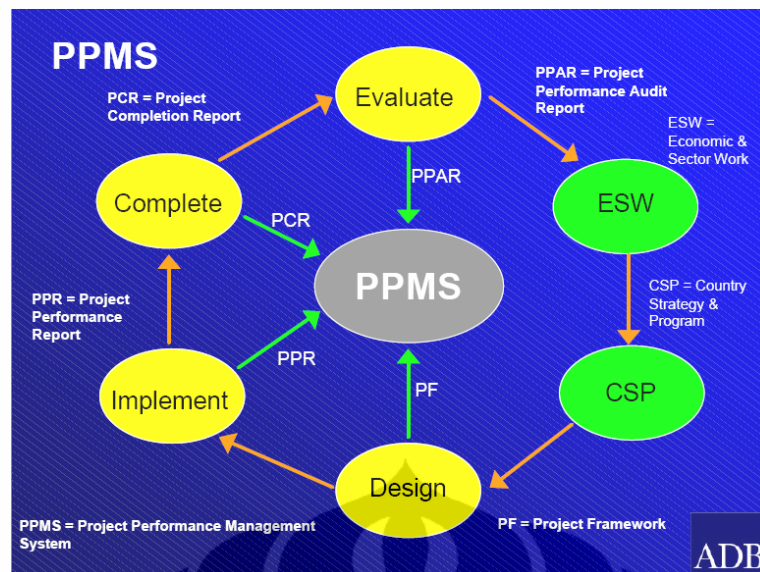 PPMS
PCR = Project
Completion Report
Evaluate
PPAR = Project
Performance Audit
Report
ESW =
Economic &
Sector Work
Complete
PCR
PPAR
ESW
PPMS
PPR = Project
Performance
Report
CSP = Country
Strategy &
Program
PPR
PF
Implement
CSP
Design
PPMS = Project Performance Management
System
PF = Project Framework
ADB